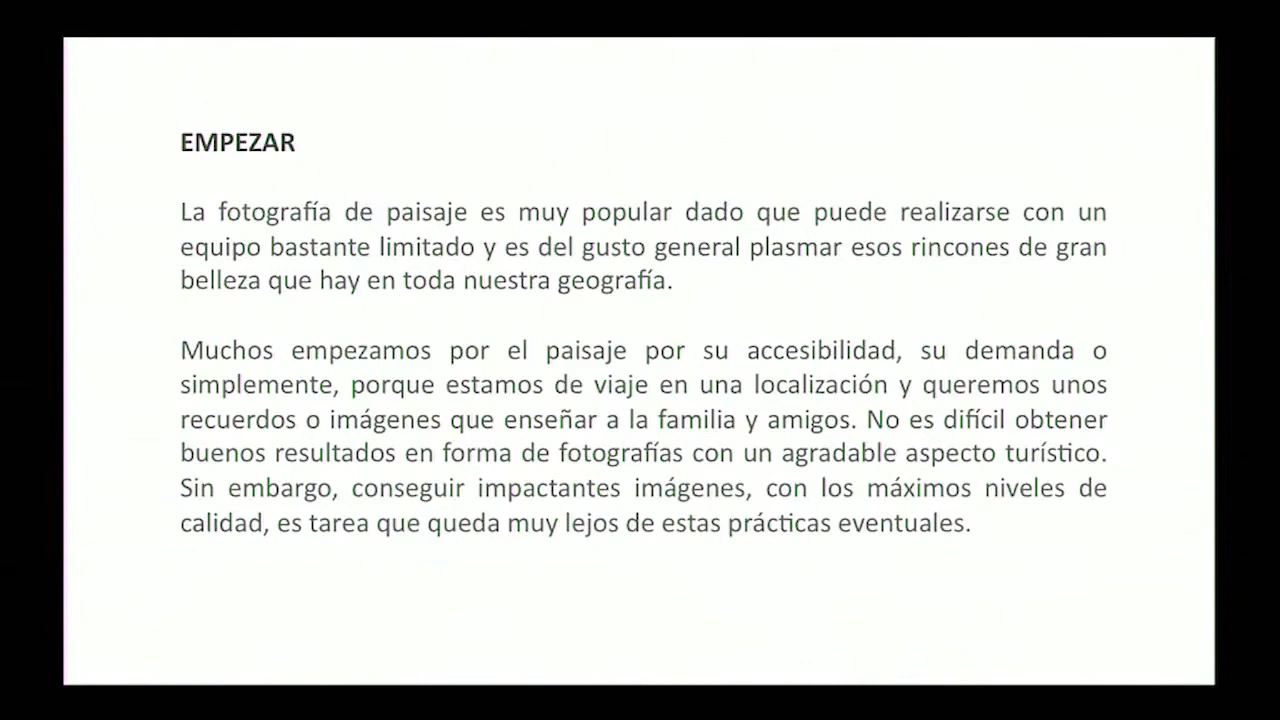 EMPEZAR
La fotografía de paisaje es muy popular dado que puede realizarse con un
equipo bastante limitado y es del gusto general plasmar esos rincones de gran
belleza que hay en toda nuestra geografía.
Muchos empezamos por el paisaje por su accesibilidad, su demanda o
simplemente, porque estamos de viaje en una localización y queremos unos
recuerdos o imágenes que enseñar a la familia y amigos. No es difícil obtener
buenos resultados en forma de fotografías con un agradable aspecto turístico.
Sin embargo, conseguir impactantes imágenes, con los máximos niveles de
calidad, es tarea que queda muy lejos de estas prácticas eventuales.